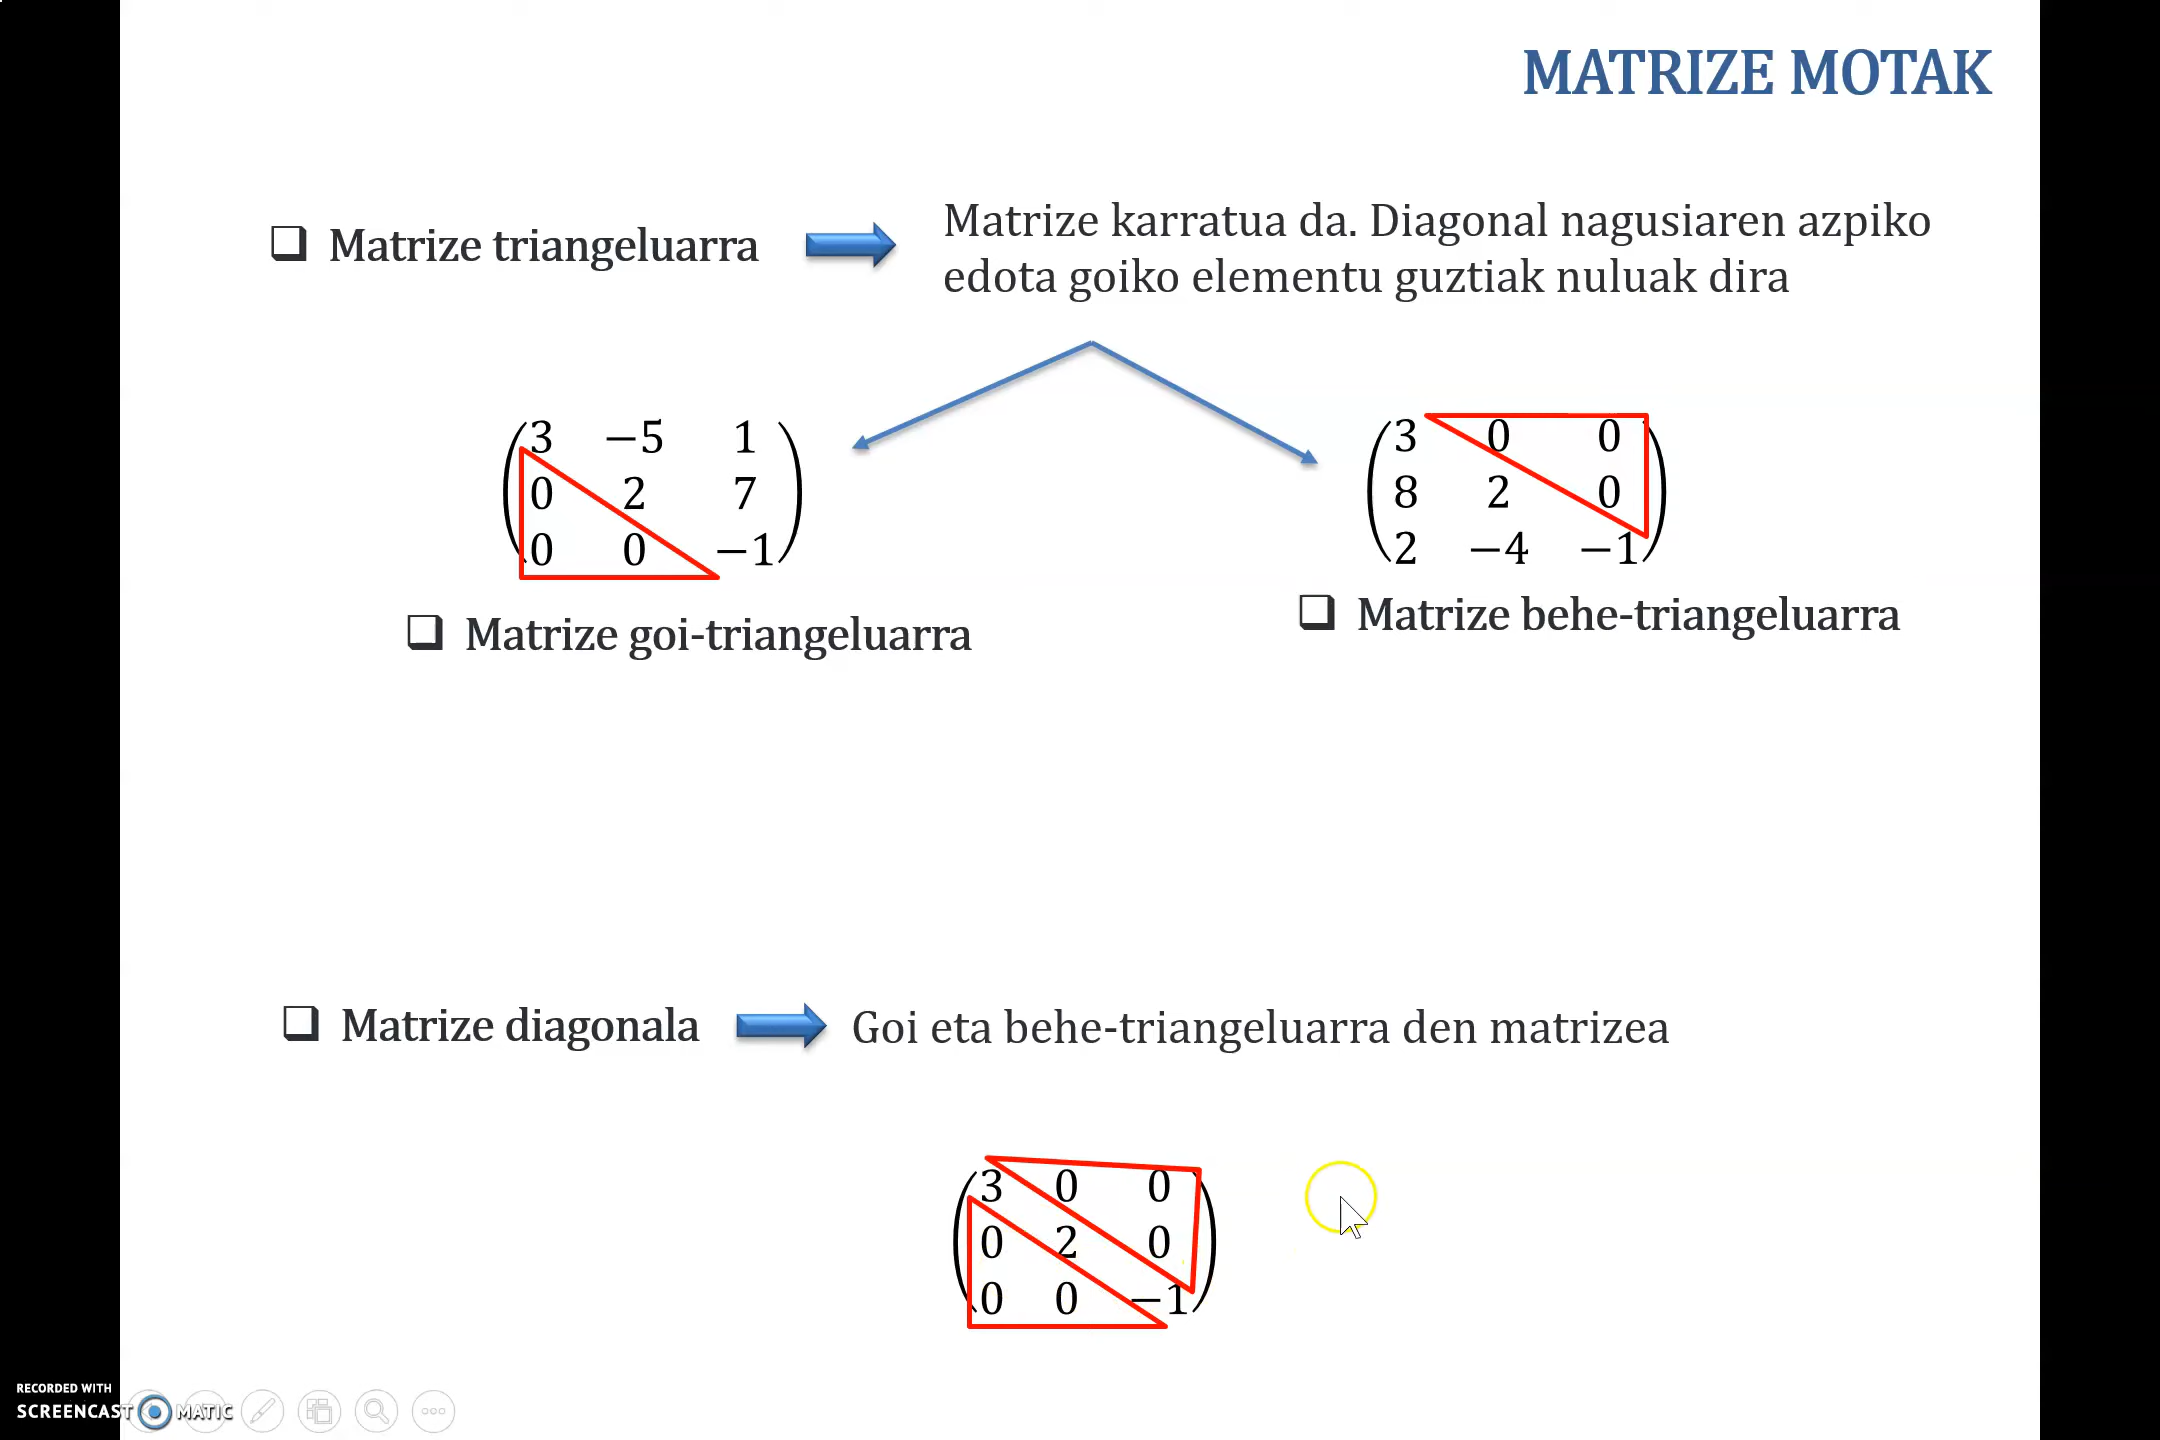 MATRIZE MOTAK
❑ Matrize triangeluarra
Matrize karratua da. Diagonal nagusiaren azpiko
edota goiko elementu guztiak nuluak dira
3 −5 1
0 2 7
0 0 −1
3 0 0
8 2 0
2 −4 −1
❑ Matrize goi-triangeluarra
❑ Matrize behe-triangeluarra
❑ Matrize diagonala
Goi eta behe-triangeluarra den matrizea
3 0 0
0 2 0
0 0 −1
RECORDED WITH
SCREENCAST MATIC